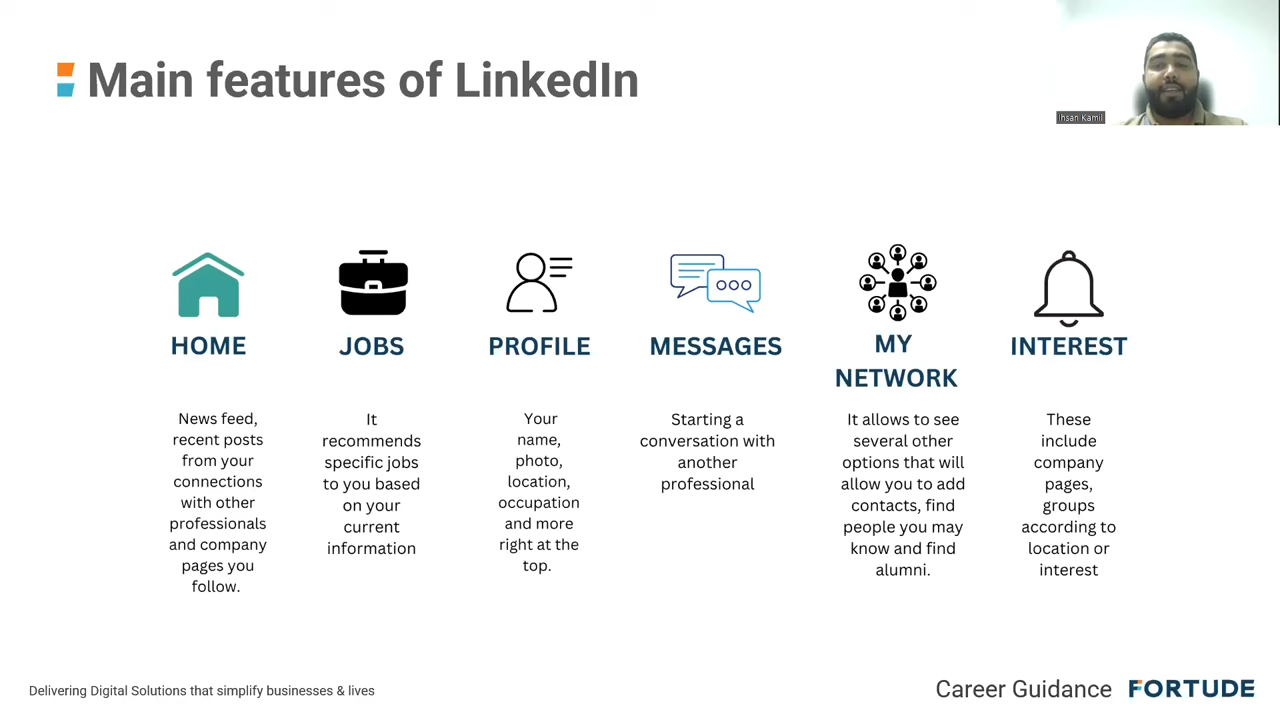 Main features of LinkedIn
Ihsan Kamil
HOME
News feed,
recent posts
from your
connections
with other
professionals
and company
pages you
follow.
JOBS
It
recommends
specific jobs
to you based
on your
current
information
PROFILE
Your
name,
photo,
location,
occupation
and more
right at the
top.
MESSAGES
Starting a
conversation with
another
professional
MY
NETWORK
It allows to see
several other
options that will
allow you to add
contacts, find
people you may
know and find
alumni.
INTEREST
These
include
company
pages,
groups
according to
location or
interest
Delivering Digital Solutions that simplify businesses & lives
Career Guidance FORTUDE